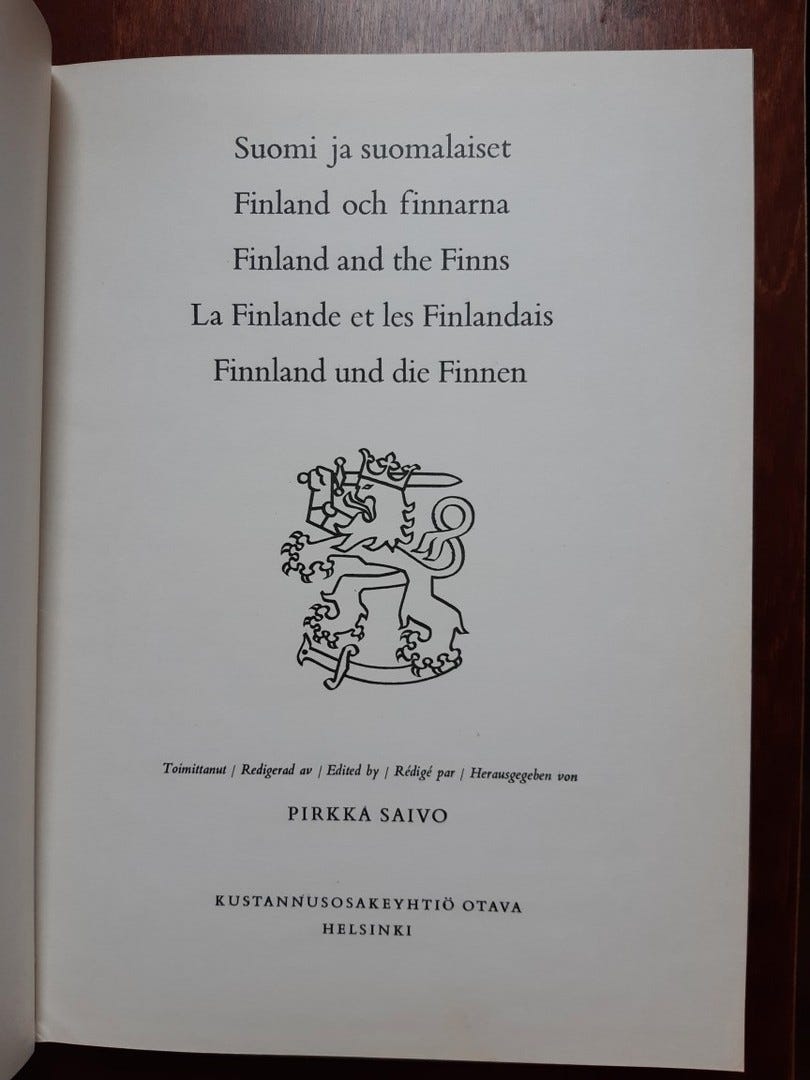 Suomi ja suomalaiset
Finland och finnarna
Finland and the Finns
La Finlande et les Finlandais
Finnland und die Finnen
Toimittanut / Redigerad av / Edited by / Rédigé par / Herausgegeben von
PIRKKA SAIVO
KUSTANNUSOSAKEYHTIÖ OTAVA
HELSINKI